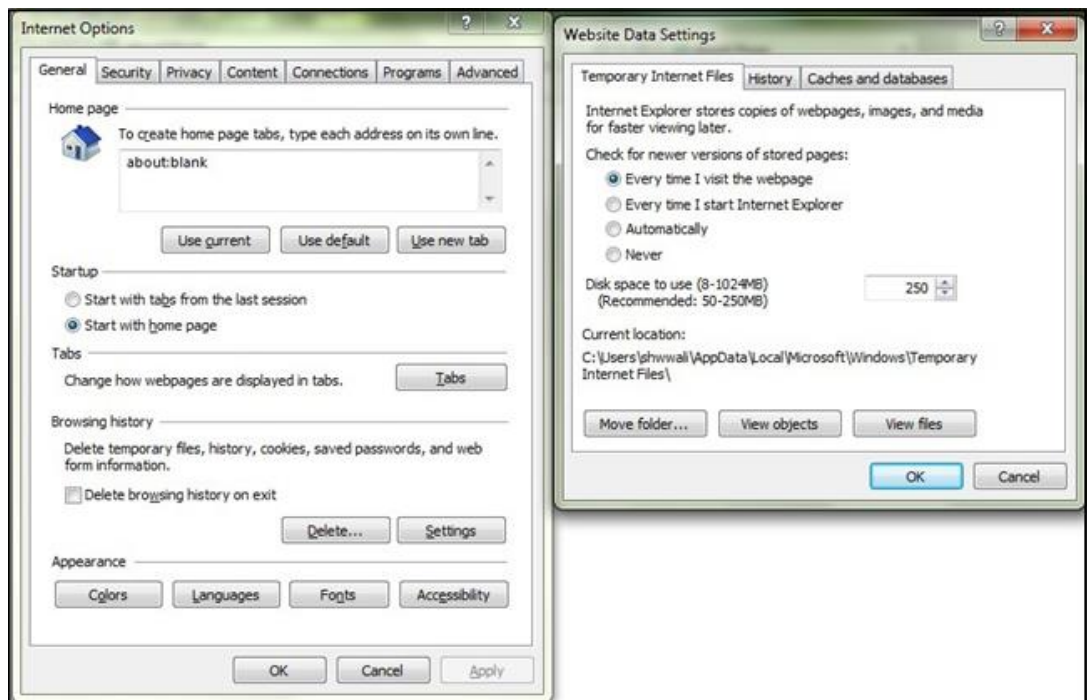 Internet Options
General Security Privacy Content Connections Programs Advanced
Home page
To create home page tabs, type each address on its own line.
about:blank
Use current Use default Use new tab
Startup
Start with tabs from the last session
Start with home page
Tabs
Change how webpages are displayed in tabs.
Tabs
Browsing history
Delete temporary files, history, cookies, saved passwords, and web
form information.
Delete browsing history on exit
Delete... Settings
Appearance
Colors Languages Fonts Accessibility
OK Cancel Apply
Website Data Settings
Temporary Internet Files History Caches and databases
Internet Explorer stores copies of webpages, images, and media
for faster viewing later.
Check for newer versions of stored pages:
Every time I visit the webpage
Every time I start Internet Explorer
Automatically
Never
Disk space to use (8-1024MB)
(Recommended: 50-250MB)
250
Current location:
C:\Users\shwwali\AppData\Local\Microsoft\Windows\Temporary
Internet Files\
Move folder... View objects View files
OK Cancel